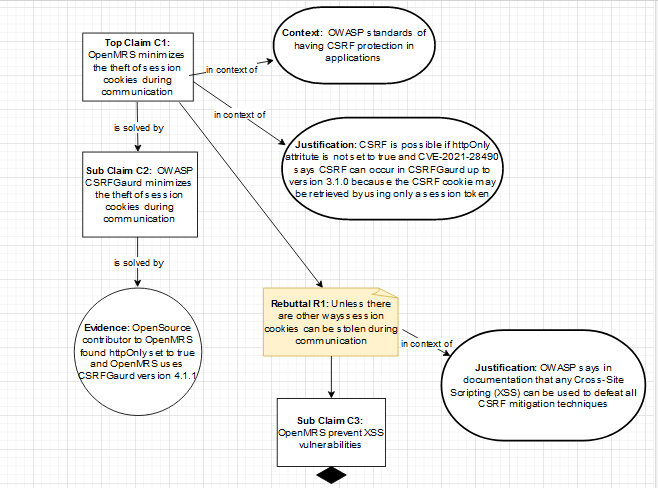 Top Claim C1:
OpenMRS minimizes
the theft of session
cookies during
communication
Context: OWASP standards of
having CSRF protection in
applications
in context of
in context of
Justification: CSRF is possible if httpOnly
attritute is not set to true and CVE-2021-28490
says CSRF can occur in CSRFGaurd up to
version 3.1.0 because the CSRF cookie may
be retrieved by using only a session token
is solved by
Sub Claim C2: OWASP
CSRFGaurd minimizes
the theft of session
cookies during
communication
is solved by
Evidence: OpenSource
contributor to OpenMRS
found httpOnly set to true
and OpenMRS uses
CSRFGaurd version 4.1.1
Rebuttal R1: Unless there
are other ways session
cookies can be stolen during
communication
in context of
Justification: OWASP says in
documentation that any Cross-Site
Scripting (XSS) can be used to defeat all
CSRF mitigation techniques
Sub Claim C3:
OpenMRS prevent XSS
vulnerabilities